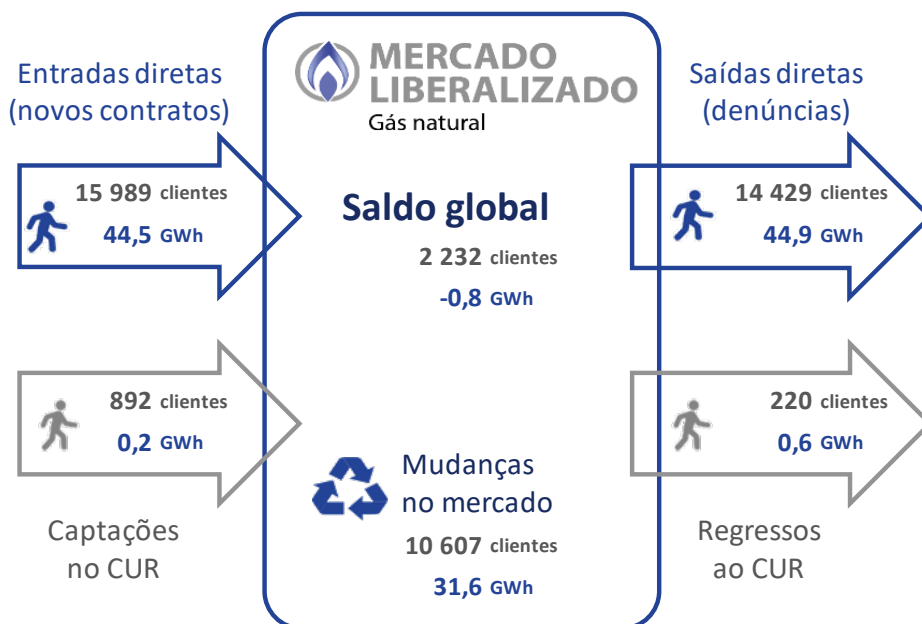 MERCADO
LIBERALIZADO
Gás natural
Entradas diretas
(novos contratos)
15 989 clientes
44,5 GWh
892 clientes
0,2 GWh
Captações
no CUR
Saldo global
2 232 clientes
-0,8 GWh
Mudanças
no mercado
10 607 clientes
31,6 GWh
Saídas diretas
(denúncias)
14 429 clientes
44,9 GWh
220 clientes
0,6 GWh
Regressos
ao CUR